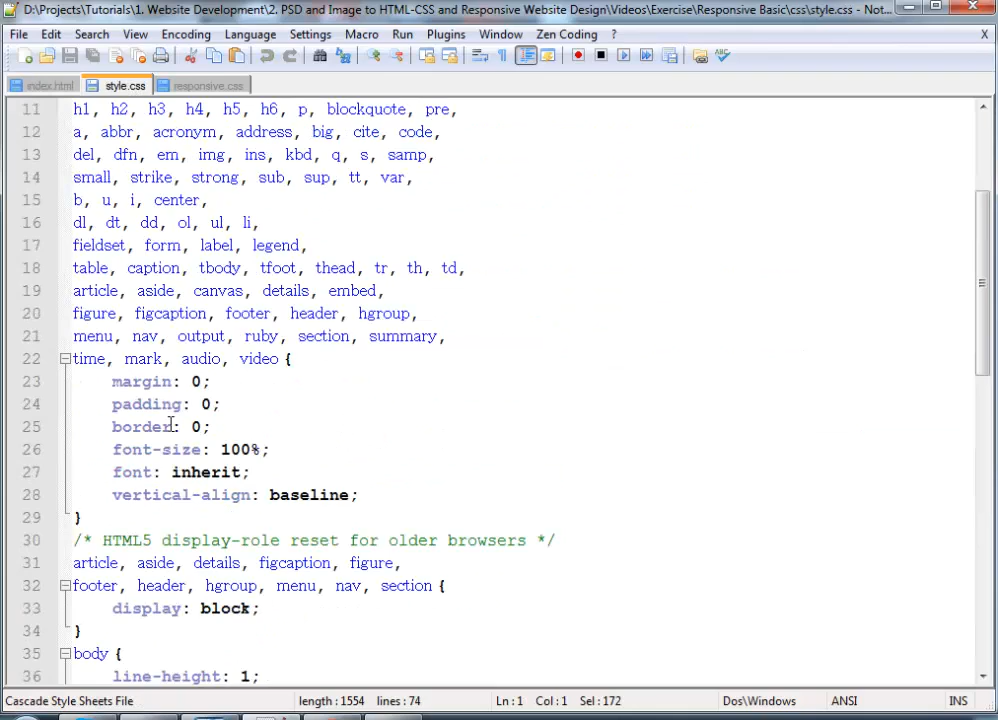 D:\Projects\Tutorials\1. Website Development\2. PSD and Image to HTML-CSS and Responsive Website Design\Videos\Exercise\Responsive Basic\css\style.css - Not...
File Edit Search View Encoding Language Settings Macro Run Plugins Window Zen Coding ? X
index.html style.css responsive.css
11 h1, h2, h3, h4, h5, h6, p, blockquote, pre,
12 a, abbr, acronym, address, big, cite, code,
13 del, dfn, em, img, ins, kbd, q, s, samp,
14 small, strike, strong, sub, sup, tt, var,
15 b, u, i, center,
16 dl, dt, dd, ol, ul, li,
17 fieldset, form, label, legend,
18 table, caption, tbody, tfoot, thead, tr, th, td,
19 article, aside, canvas, details, embed,
20 figure, figcaption, footer, header, hgroup,
21 menu, nav, output, ruby, section, summary,
22 time, mark, audio, video {
23 margin: 0;
24 padding: 0;
25 border: 0;
26 font-size: 100%;
27 font: inherit;
28 vertical-align: baseline;
29 }
30 /* HTML5 display-role reset for older browsers */
31 article, aside, details, figcaption, figure,
32 footer, header, hgroup, menu, nav, section {
33 display: block;
34 }
35 body {
36 line-height: 1;
Cascade Style Sheets File length : 1554 lines : 74 Ln : 1 Col : 1 Sel : 172 Dos\Windows ANSI INS